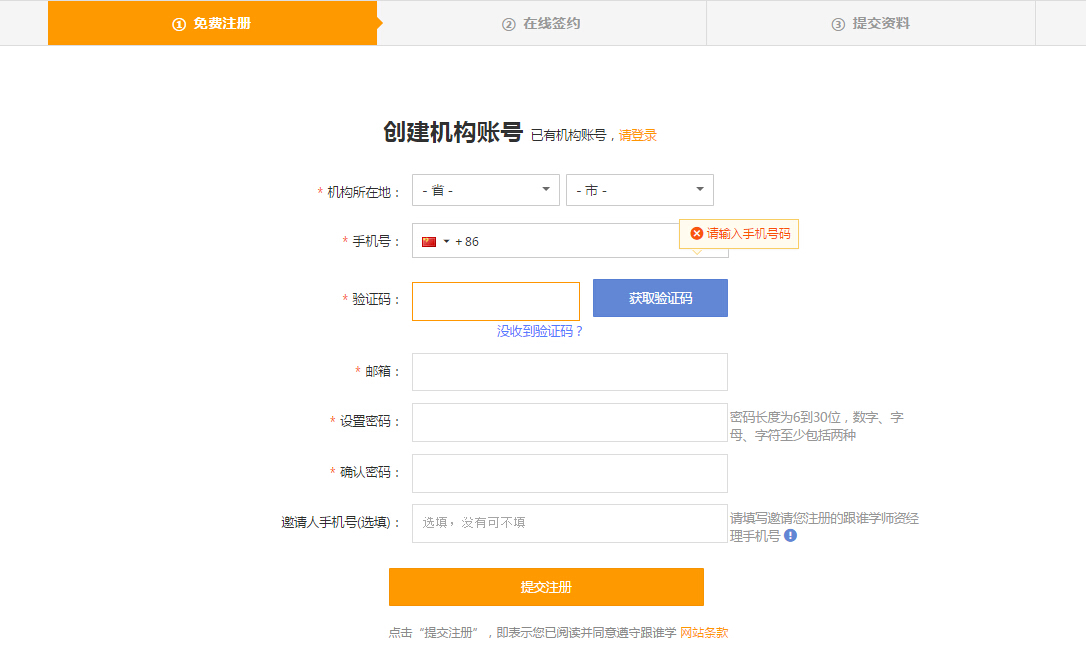 ① 免费注册
② 在线签约
③ 提交资料
创建机构账号 已有机构账号，请登录
* 机构所在地： - 省 - - 市 -
* 手机号： + 86 请输入手机号码
* 验证码： 获取验证码
没收到验证码？
* 邮箱：
* 设置密码： 密码长度为6到30位，数字、字
母、字符至少包括两种
* 确认密码：
邀请人手机号(选填)： 选填，没有可不填 请填写邀请您注册的跟谁学师资经
理手机号
提交注册
点击“提交注册”，即表示您已阅读并同意遵守跟谁学 网站条款